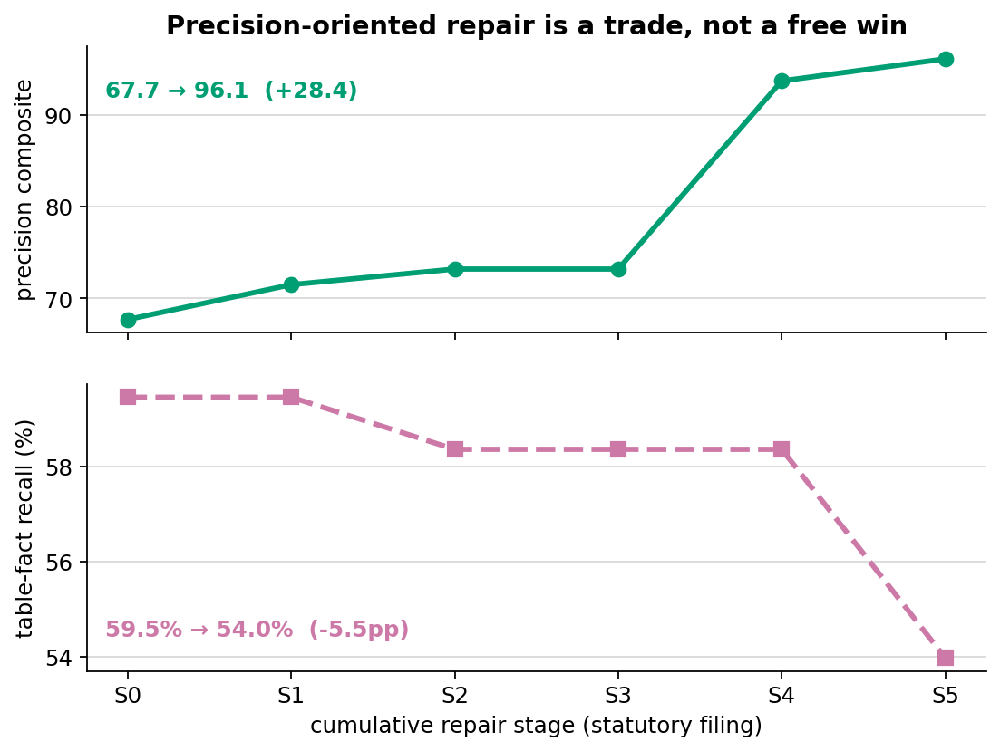 Precision-oriented repair is a trade, not a free win
67.7 → 96.1 (+28.4)
precision composite
90
80
70
table-fact recall (%)
58
56
54
59.5% → 54.0% (-5.5pp)
S0 S1 S2 S3 S4 S5
cumulative repair stage (statutory filing)